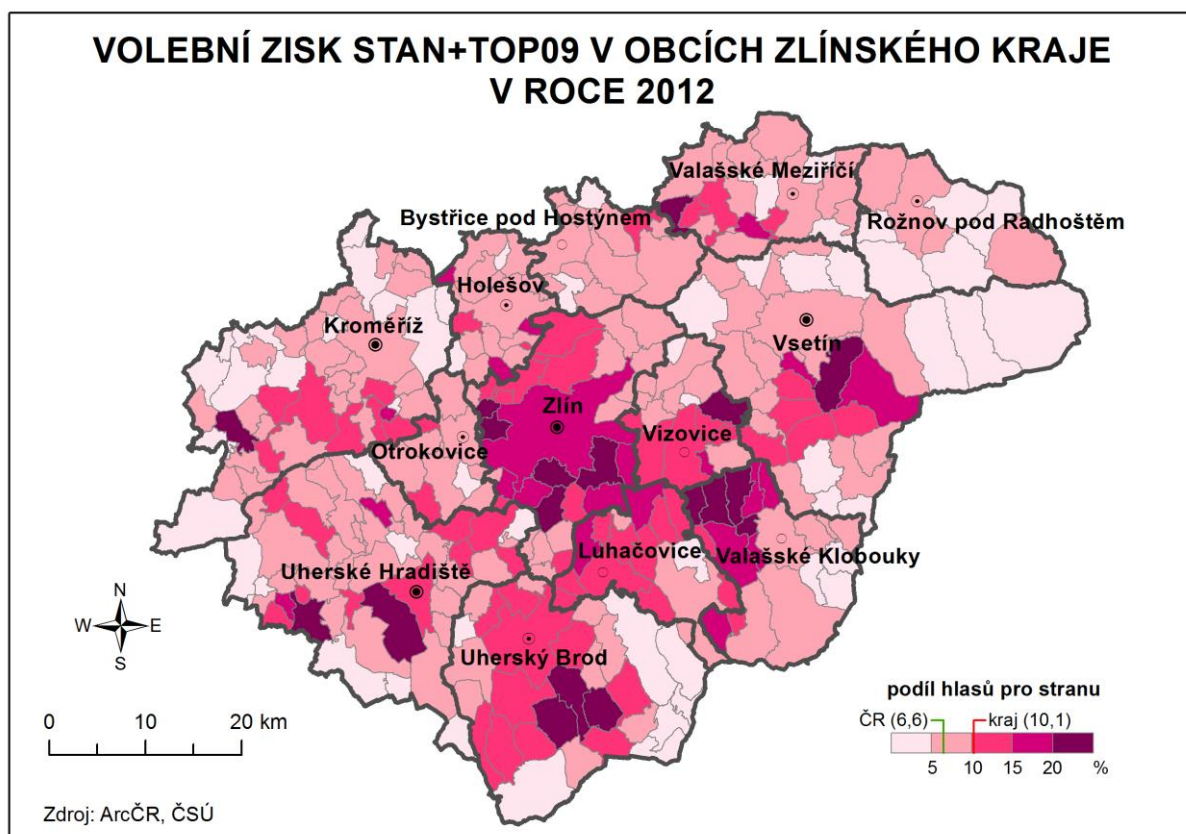 VOLEBNÍ ZISK STAN+TOP09 V OBCÍCH ZLÍNSKÉHO KRAJE
V ROCE 2012
Valašské Meziříčí
Bystřice pod Hostýnem
Rožnov pod Radhoštěm
Holešov
Kroměříž
Vsetín
Zlín
Vizovice
Otrokovice
Luhačovice
Valašské Klobouky
Uherské Hradiště
Uherský Brod
N
W E
S
0 10 20 km
podíl hlasů pro stranu
ČR (6,6) kraj (10,1)
5 10 15 20 %
Zdroj: ArcČR, ČSÚ